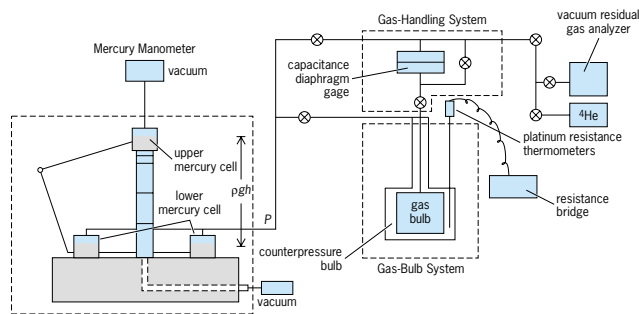 Gas-Handling System
Mercury Manometer
vacuum
capacitance
diaphragm
gage
vacuum residual
gas analyzer
⁴He
platinum resistance
thermometers
upper
mercury cell
ρgh
lower
mercury cell
P
gas
bulb
resistance
bridge
counterpressure
bulb
Gas-Bulb System
vacuum